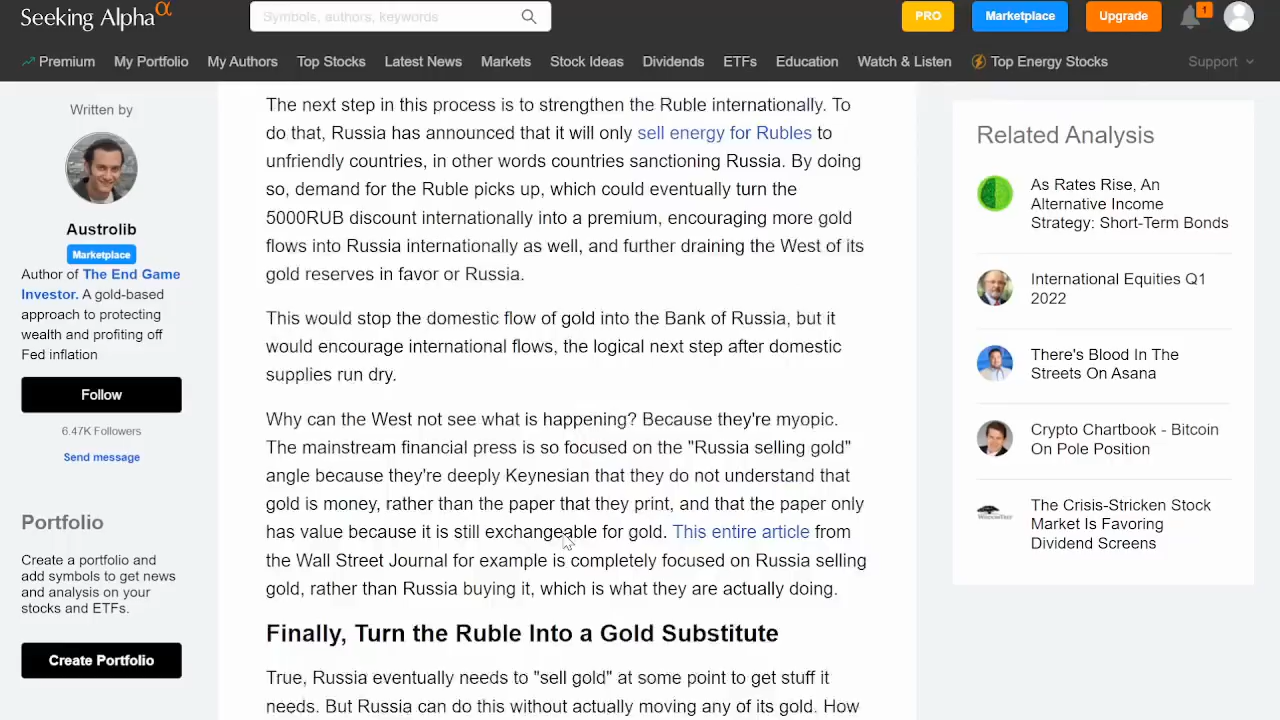 Seeking Alpha α
Symbols, authors, keywords
PRO
Marketplace
Upgrade
1
Premium
My Portfolio
My Authors
Top Stocks
Latest News
Markets
Stock Ideas
Dividends
ETFs
Education
Watch & Listen
Top Energy Stocks
Support
Written by
Austrolib
Marketplace
Author of The End Game
Investor. A gold-based
approach to protecting
wealth and profiting off
Fed inflation
Follow
6.47K Followers
Send message
Portfolio
Create a portfolio and
add symbols to get news
and analysis on your
stocks and ETFs.
Create Portfolio
The next step in this process is to strengthen the Ruble internationally. To
do that, Russia has announced that it will only sell energy for Rubles to
unfriendly countries, in other words countries sanctioning Russia. By doing
so, demand for the Ruble picks up, which could eventually turn the
5000RUB discount internationally into a premium, encouraging more gold
flows into Russia internationally as well, and further draining the West of its
gold reserves in favor or Russia.
This would stop the domestic flow of gold into the Bank of Russia, but it
would encourage international flows, the logical next step after domestic
supplies run dry.
Why can the West not see what is happening? Because they're myopic.
The mainstream financial press is so focused on the "Russia selling gold"
angle because they're deeply Keynesian that they do not understand that
gold is money, rather than the paper that they print, and that the paper only
has value because it is still exchangeable for gold. This entire article from
the Wall Street Journal for example is completely focused on Russia selling
gold, rather than Russia buying it, which is what they are actually doing.
Finally, Turn the Ruble Into a Gold Substitute
True, Russia eventually needs to "sell gold" at some point to get stuff it
needs. But Russia can do this without actually moving any of its gold. How
Related Analysis
As Rates Rise, An
Alternative Income
Strategy: Short-Term Bonds
International Equities Q1
2022
There's Blood In The
Streets On Asana
Crypto Chartbook - Bitcoin
On Pole Position
The Crisis-Stricken Stock
Market Is Favoring
Dividend Screens